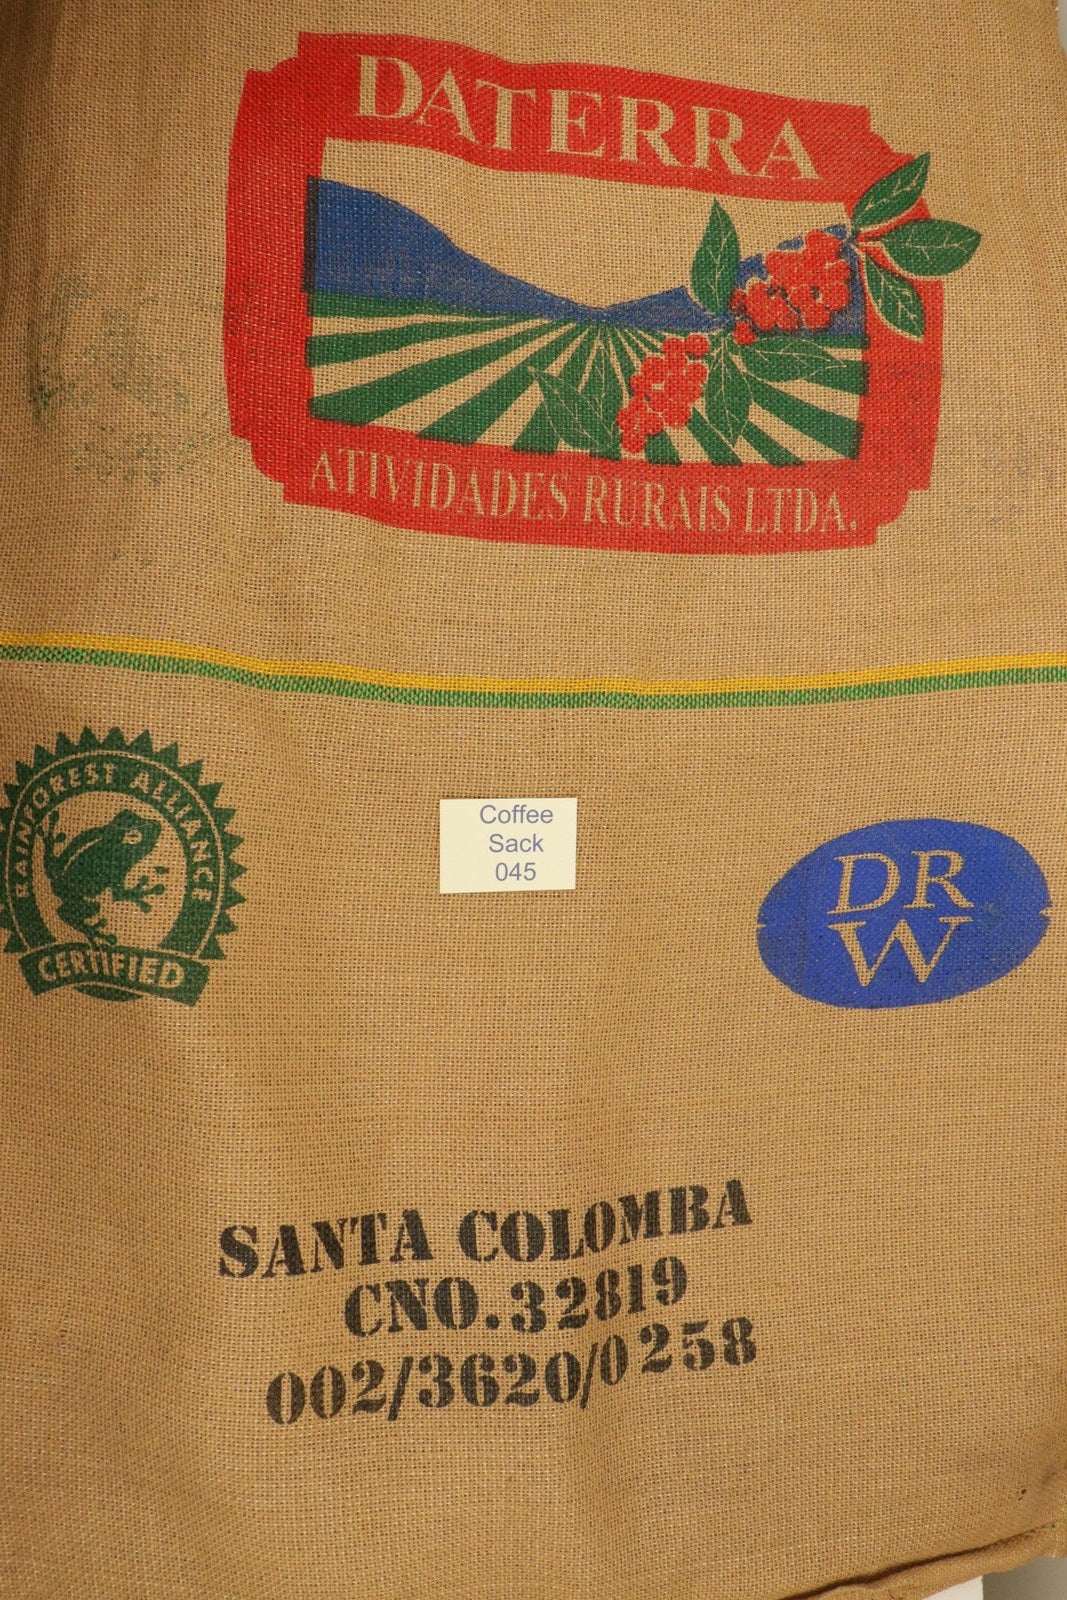 DATERRA
ATIVIDADES RURAIS LTDA.
RAINFOREST ALLIANCE
CERTIFIED
Coffee
Sack
045
DR
W
SANTA COLOMBA
CNO.32819
002/3620/0258